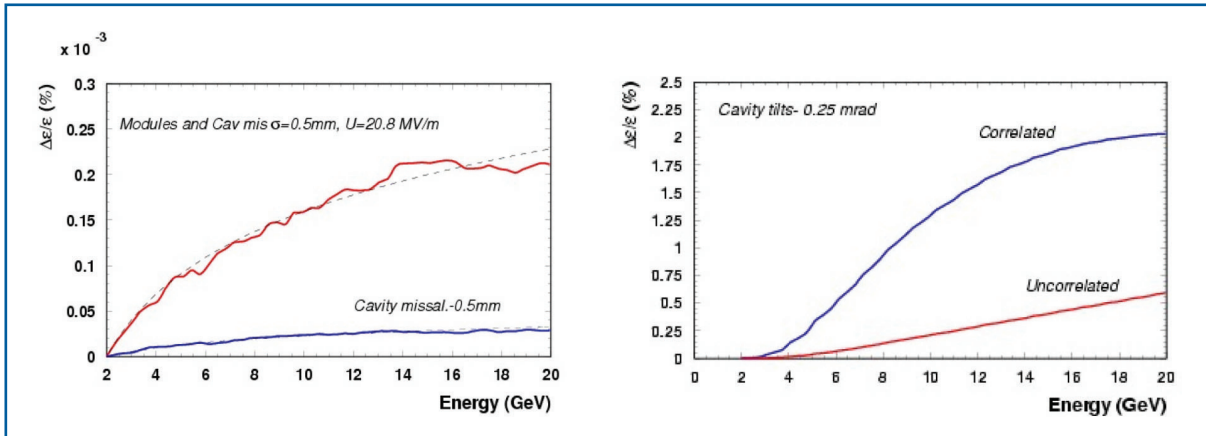 x 10 -3
Δε/ε (%)
0.3
0.25
0.2
0.15
0.1
0.05
0
Modules and Cav mis σ=0.5mm, U=20.8 MV/m
Cavity missal.-0.5mm
2 4 6 8 10 12 14 16 18 20
Energy (GeV)
Δε/ε (%)
2.5
2.25
2
1.75
1.5
1.25
1
0.75
0.5
0.25
0
Cavity tilts- 0.25 mrad
Correlated
Uncorrelated
0 2 4 6 8 10 12 14 16 18 20
Energy (GeV)